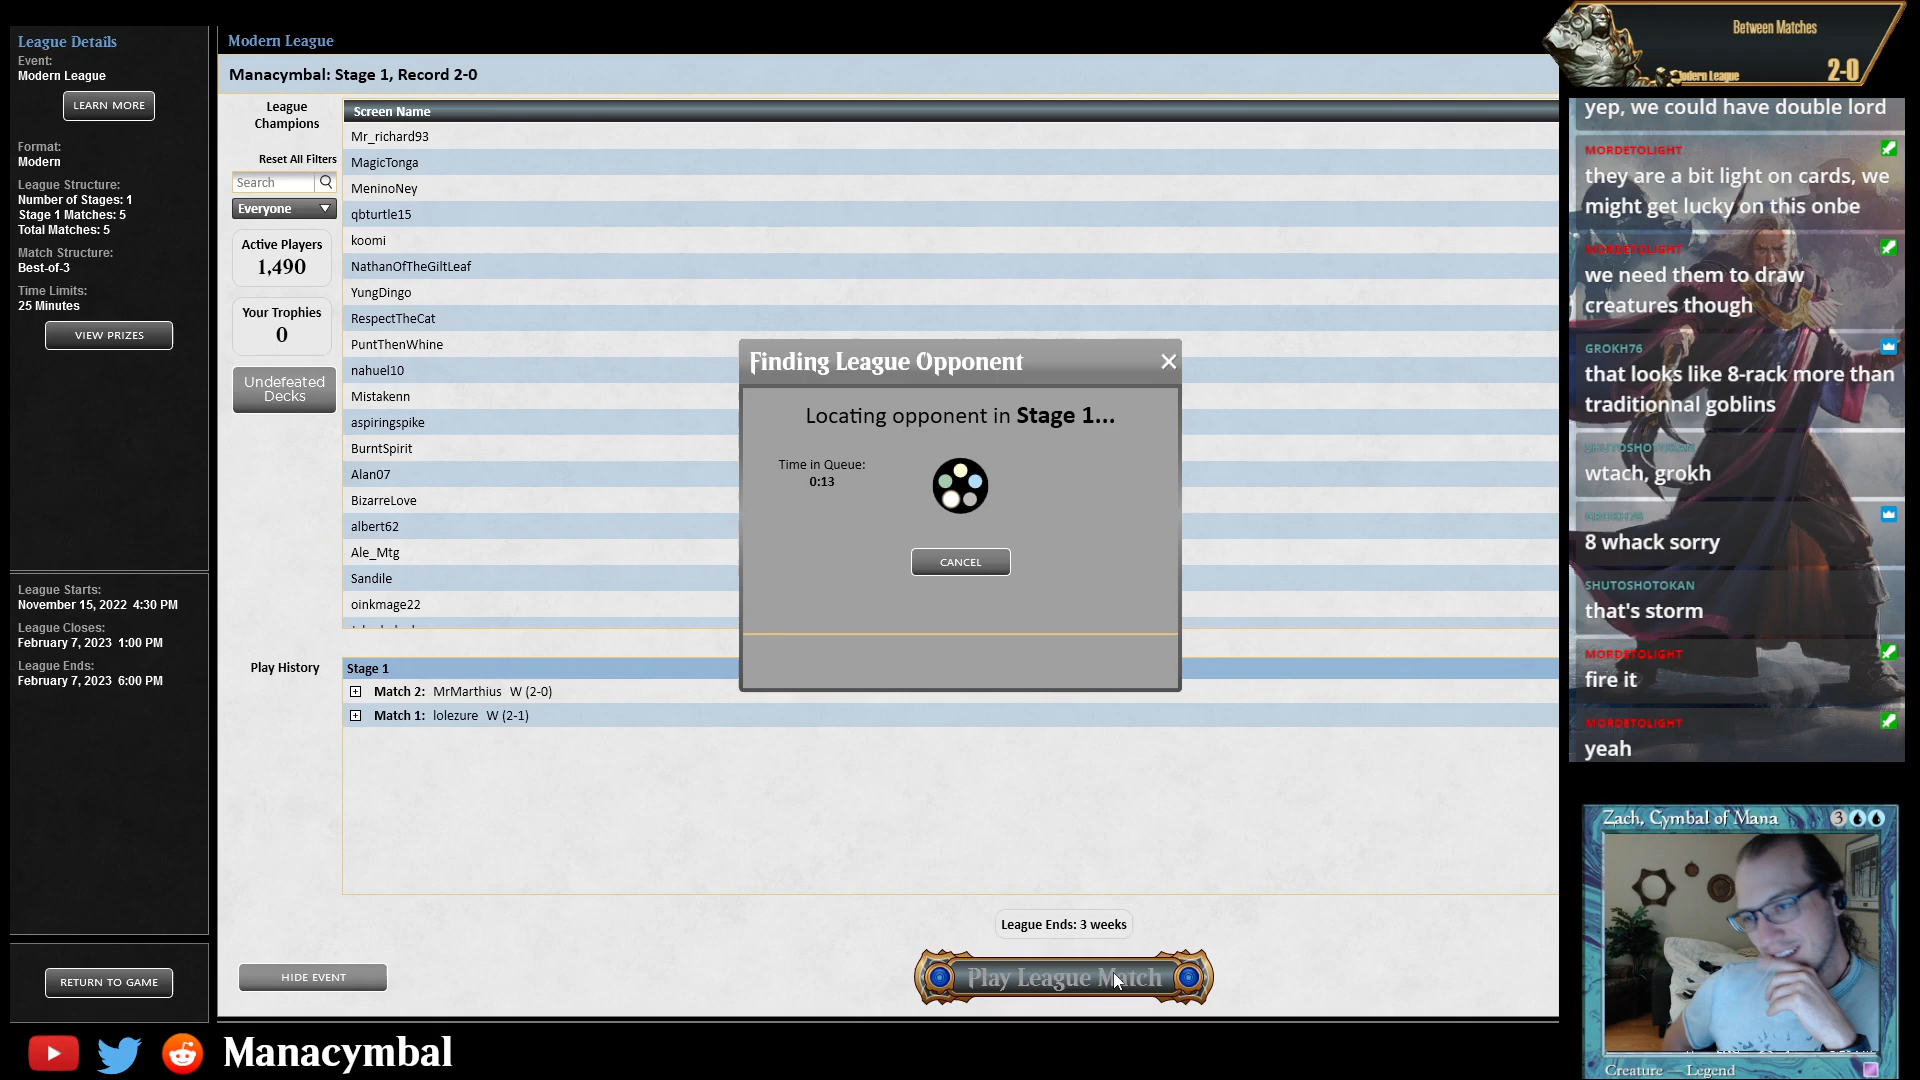 League Details
Event:
Modern League
LEARN MORE
Format:
Modern
League Structure:
Number of Stages: 1
Stage 1 Matches: 5
Total Matches: 5
Match Structure:
Best-of-3
Time Limits:
25 Minutes
VIEW PRIZES
League Starts:
November 15, 2022 4:30 PM
League Closes:
February 7, 2023 1:00 PM
League Ends:
February 7, 2023 6:00 PM
RETURN TO GAME
Modern League
Manacymbal: Stage 1, Record 2-0
League
Champions
Reset All Filters
Search
Everyone
Active Players
1,490
Your Trophies
0
Undefeated
Decks
Screen Name
Mr_richard93
MagicTonga
MeninoNey
qbturtle15
koomi
NathanOfTheGiltLeaf
YungDingo
RespectTheCat
PuntThenWhine
nahuel10
Mistakenn
aspiringspike
BurntSpirit
Alan07
BizarreLove
albert62
Ale_Mtg
Sandile
oinkmage22
Finding League Opponent
Locating opponent in Stage 1...
Time in Queue:
0:13
CANCEL
Play History
Stage 1
Match 2: MrMarthius W (2-0)
Match 1: lolezure W (2-1)
League Ends: 3 weeks
HIDE EVENT
Play League Match
Between Matches
Modern League
2-0
yep, we could have double lord
MORDETOLIGHT
they are a bit light on cards, we
might get lucky on this onbe
MORDETOLIGHT
we need them to draw
creatures though
GROKH76
that looks like 8-rack more than
traditionnal goblins
SHUTOSHOTOKAN
wtach, grokh
GROKH76
8 whack sorry
SHUTOSHOTOKAN
that's storm
MORDETOLIGHT
fire it
MORDETOLIGHT
yeah
Zach, Cymbal of Mana 3
Creature — Legend
Manacymbal